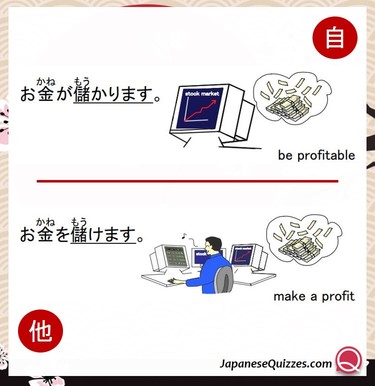 自
お金が儲かります。
かね もう
stock market
be profitable
お金を儲けます。
かね もう
make a profit
他
JapaneseQuizzes.com